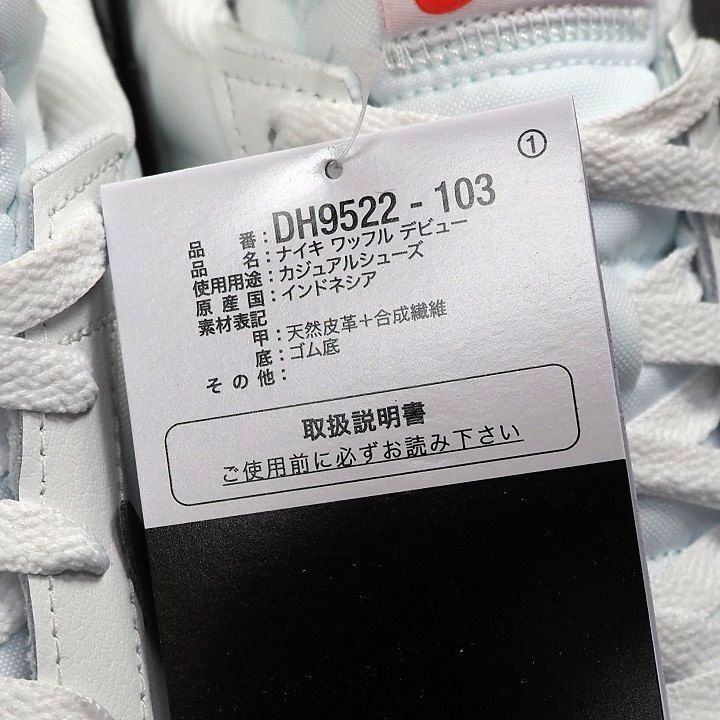 ①
品 番：DH9522 - 103
品 名：ナイキ ワッフル デビュー
使用用途：カジュアルシューズ
原 産 国：インドネシア
素材表記
甲：天然皮革＋合成繊維
底：ゴム底
そ の 他：
取扱説明書
ご使用前に必ずお読み下さい